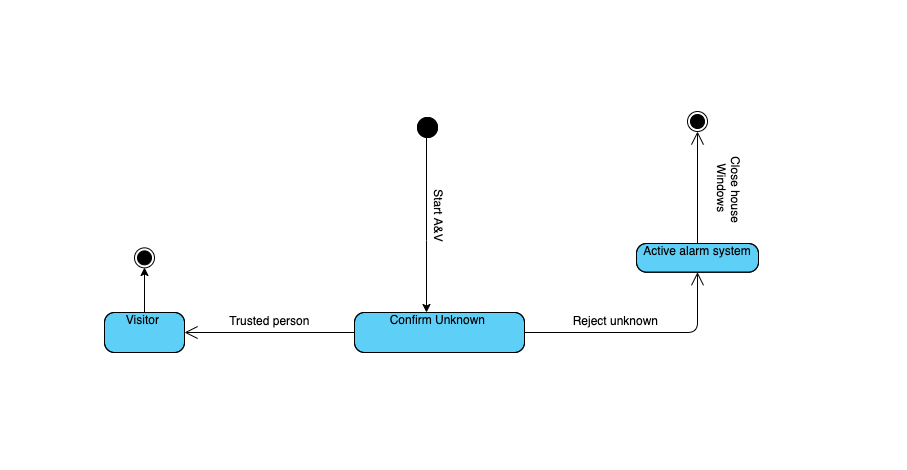 Start A&V
Close house
Windows
Active alarm system
Visitor
Trusted person
Confirm Unknown
Reject unknown